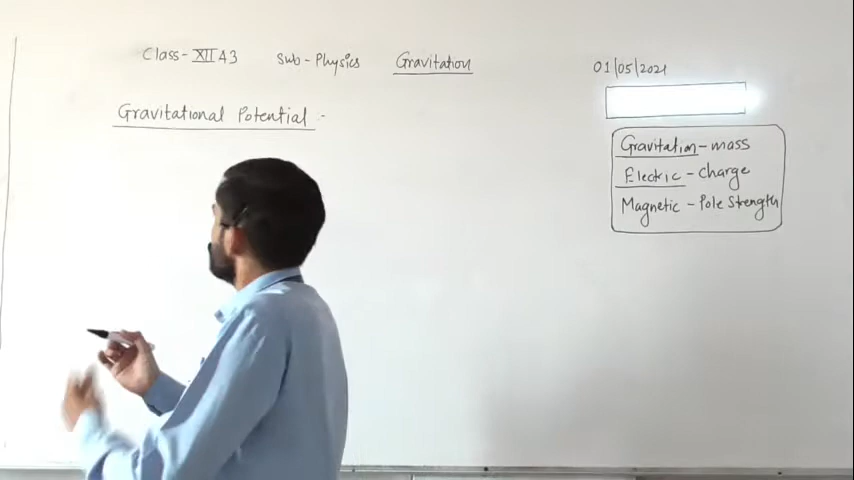 Class-XII A3 Sub-Physics Gravitation 01/05/2021
Gravitational Potential :-
Gravitation-mass
Electric-charge
Magnetic-Pole Strength